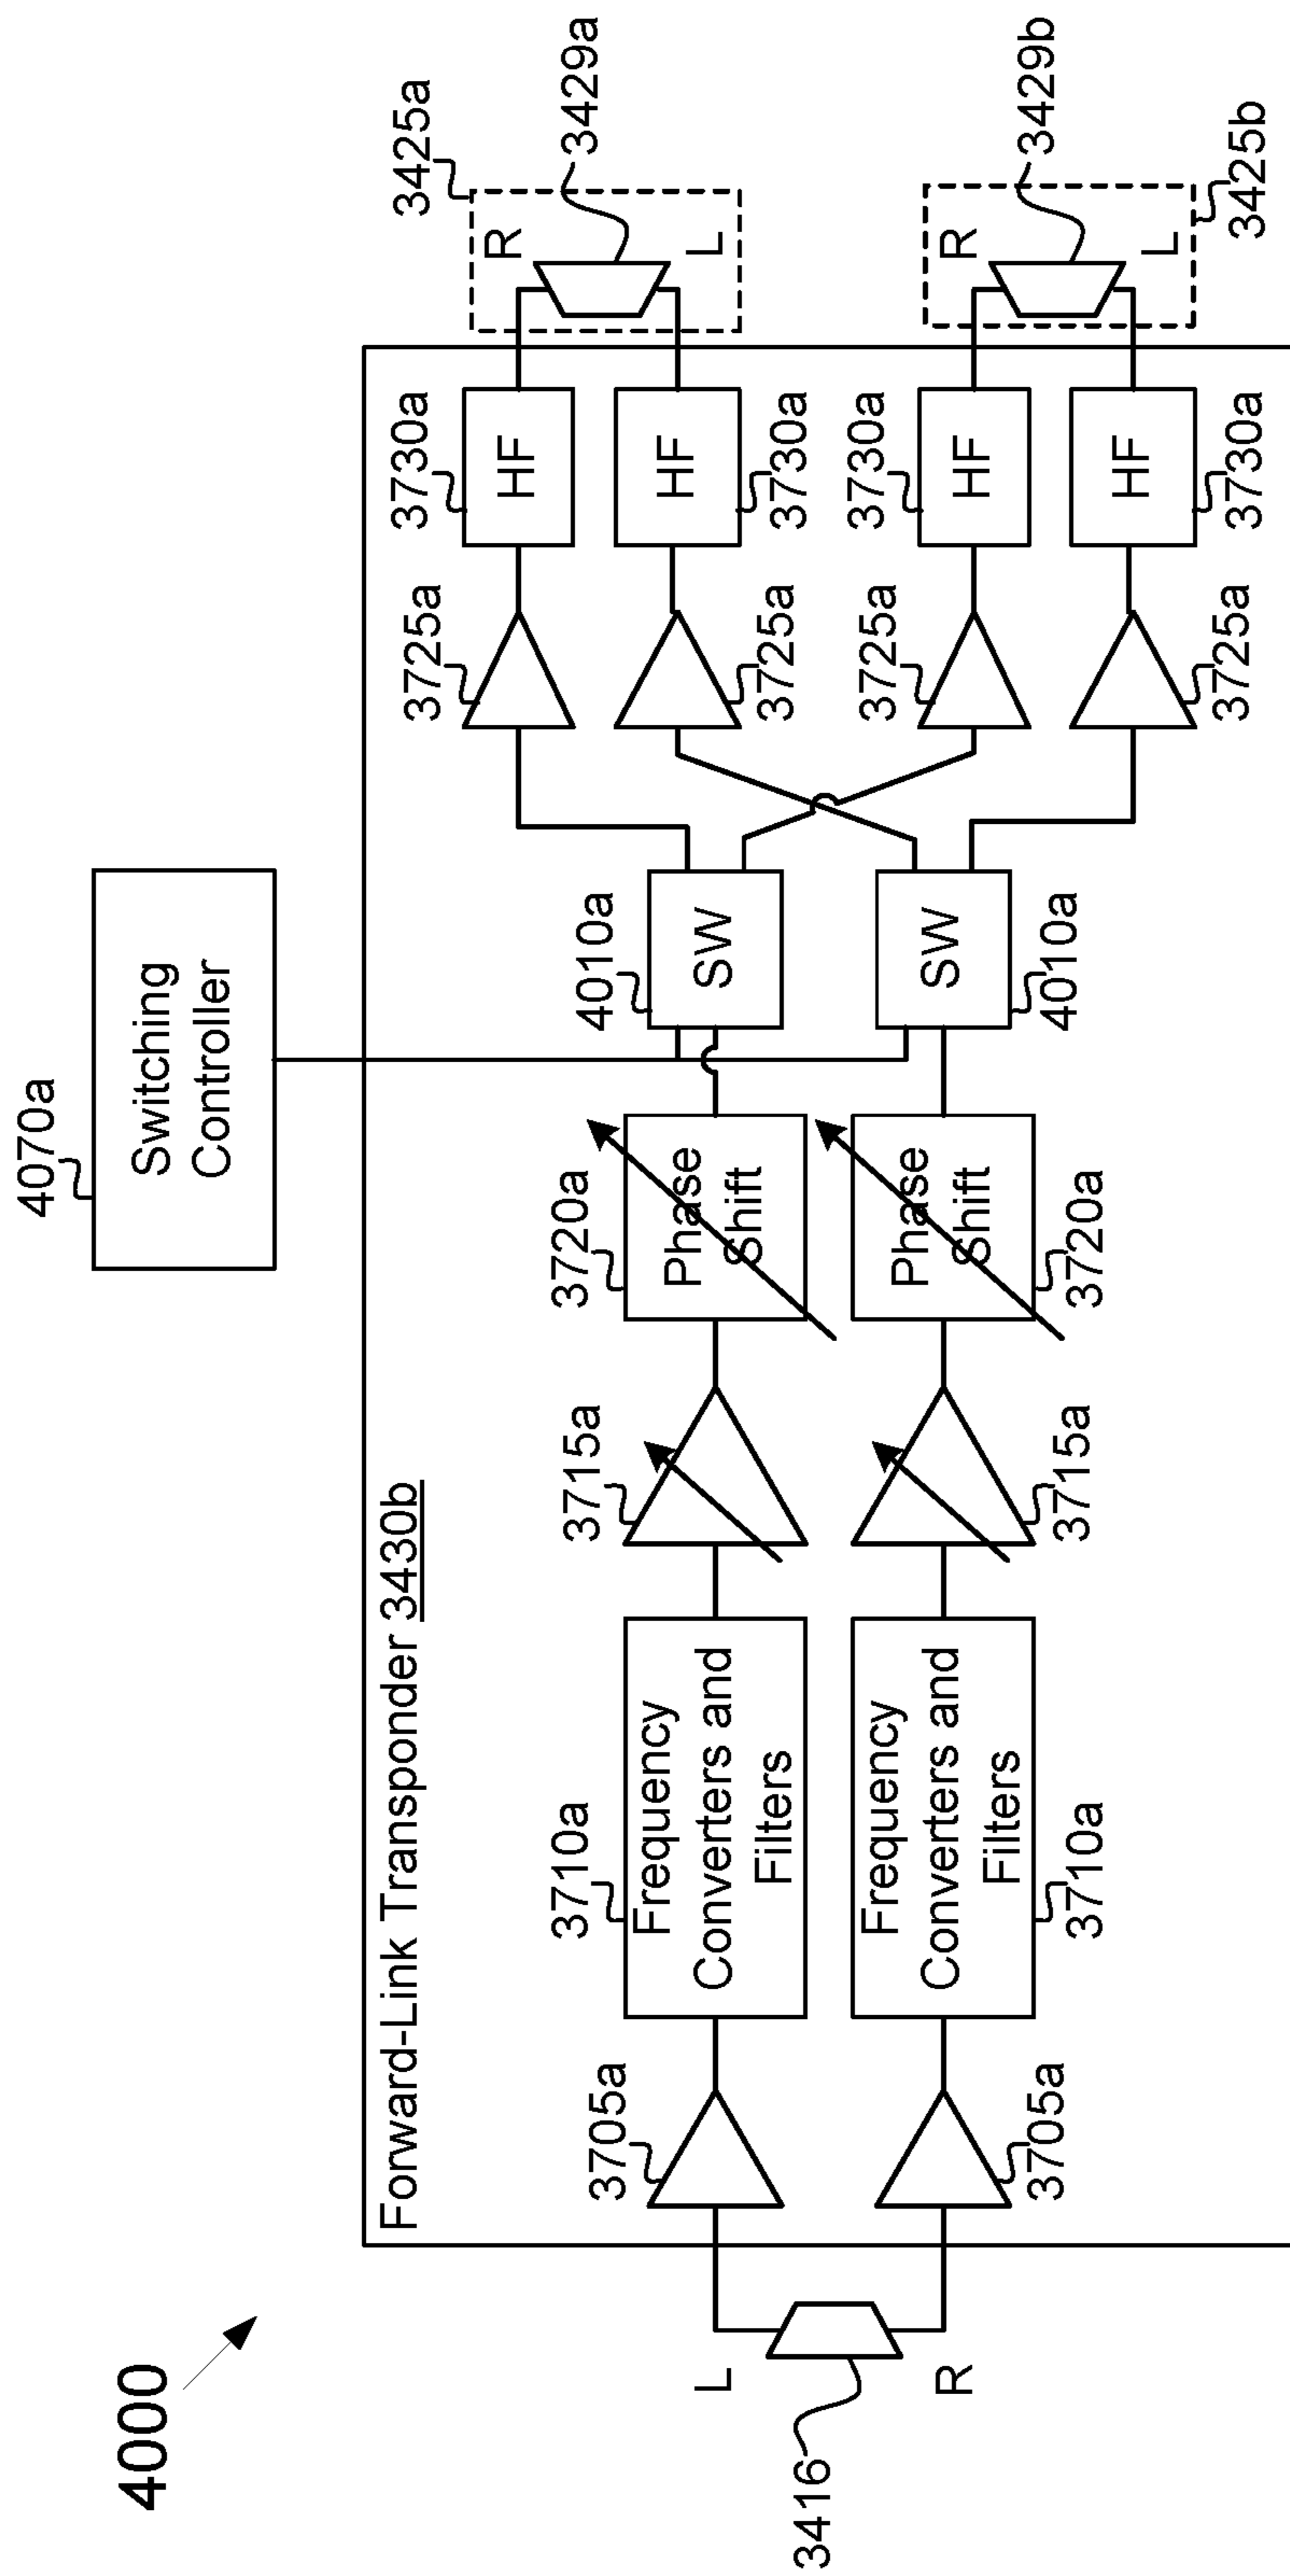 4000
4070a
Switching
Controller
Forward-Link Transponder 3430b
3416
L
R
3705a
3705a
3710a
Frequency
Converters and
Filters
Frequency
Converters and
Filters
3710a
3715a
3715a
3720a
Phase
Shift
Phase
Shift
3720a
4010a
SW
SW
4010a
3725a
3725a
3725a
3725a
3730a
HF
HF
3730a
3730a
HF
HF
3730a
3425a
R
L
3429a
R
L
3429b
3425b